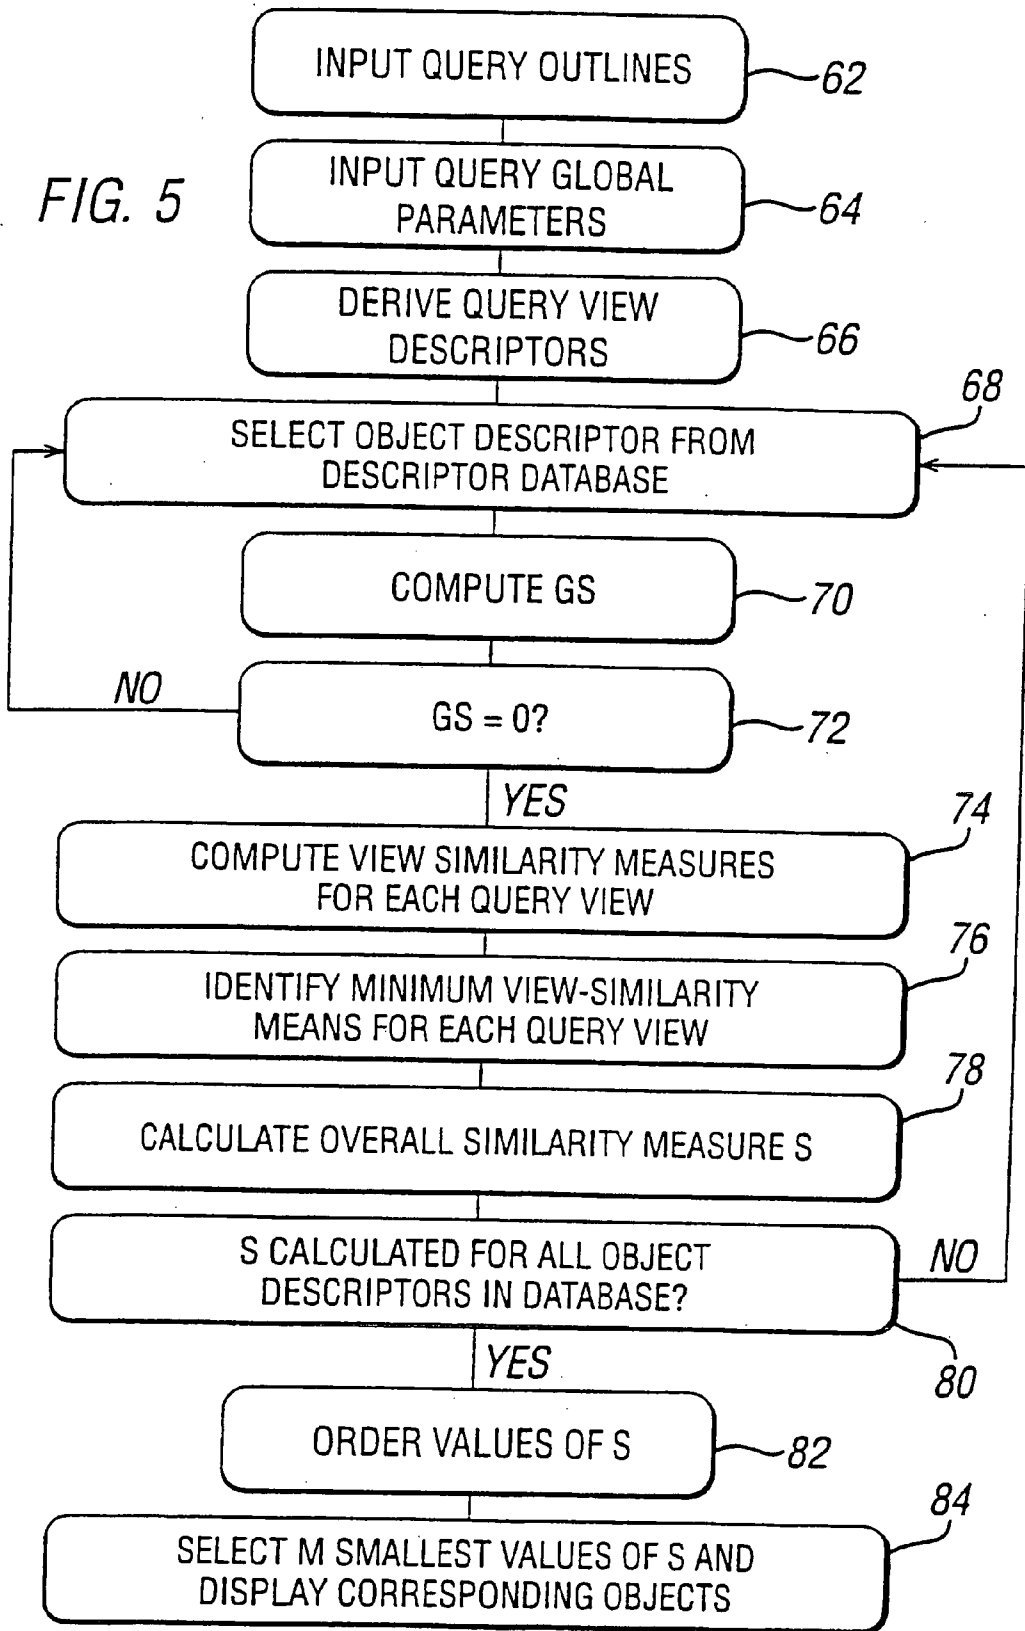 FIG. 5
INPUT QUERY OUTLINES
62
INPUT QUERY GLOBAL
PARAMETERS
64
DERIVE QUERY VIEW
DESCRIPTORS
66
SELECT OBJECT DESCRIPTOR FROM
DESCRIPTOR DATABASE
68
COMPUTE GS
70
GS = 0?
72
NO
YES
COMPUTE VIEW SIMILARITY MEASURES
FOR EACH QUERY VIEW
74
IDENTIFY MINIMUM VIEW-SIMILARITY
MEANS FOR EACH QUERY VIEW
76
CALCULATE OVERALL SIMILARITY MEASURE S
78
S CALCULATED FOR ALL OBJECT
DESCRIPTORS IN DATABASE?
NO
80
YES
ORDER VALUES OF S
82
SELECT M SMALLEST VALUES OF S AND
DISPLAY CORRESPONDING OBJECTS
84